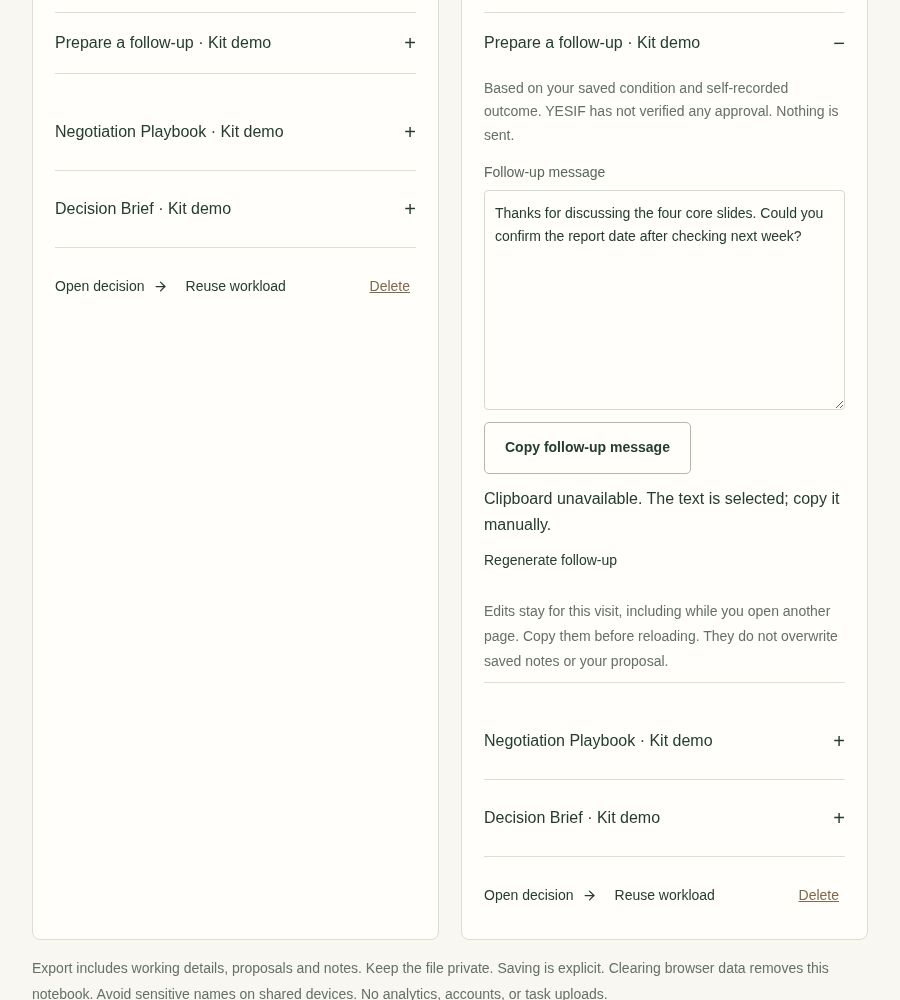 Prepare a follow-up · Kit demo +
Negotiation Playbook · Kit demo +
Decision Brief · Kit demo +
Open decision → Reuse workload Delete
Prepare a follow-up · Kit demo −
Based on your saved condition and self-recorded
outcome. YESIF has not verified any approval. Nothing is
sent.
Follow-up message
Thanks for discussing the four core slides. Could you
confirm the report date after checking next week?
Copy follow-up message
Clipboard unavailable. The text is selected; copy it
manually.
Regenerate follow-up
Edits stay for this visit, including while you open another
page. Copy them before reloading. They do not overwrite
saved notes or your proposal.
Negotiation Playbook · Kit demo +
Decision Brief · Kit demo +
Open decision → Reuse workload Delete
Export includes working details, proposals and notes. Keep the file private. Saving is explicit. Clearing browser data removes this
notebook. Avoid sensitive names on shared devices. No analytics, accounts, or task uploads.